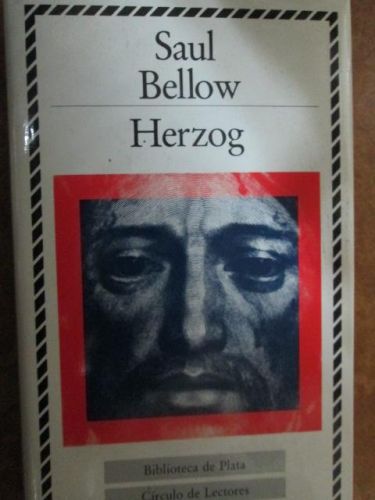 Saul
Bellow
Herzog
Biblioteca de Plata
Círculo de Lectores